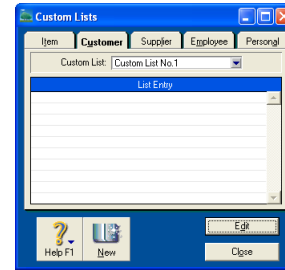 Custom Lists
Item Customer Supplier Employee Personal
Custom List: Custom List No.1
List Entry
Help F1 New
Edit
Close